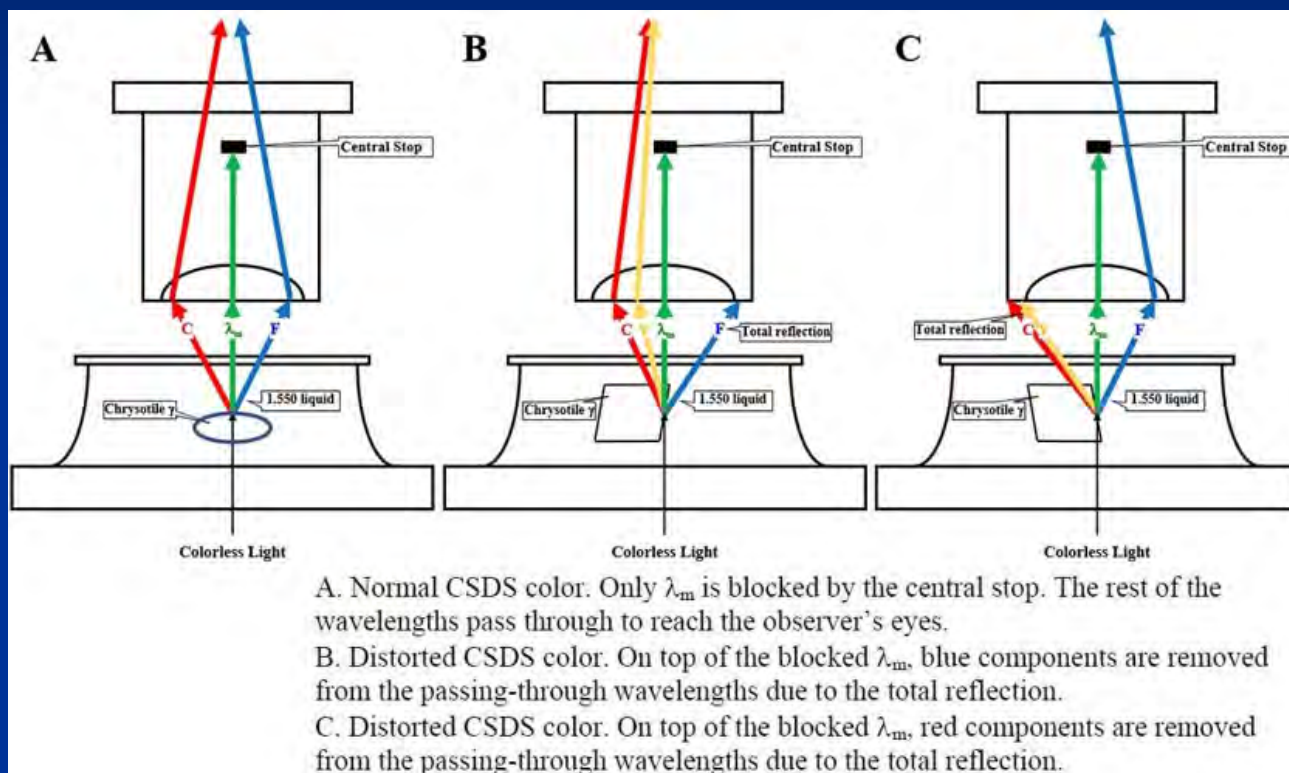 A
B
C
Central Stop
Central Stop
Central Stop
C
λm
F
C
Y
λm
F
Total reflection
Total reflection
C
Y
λm
F
Chrysotile γ
1.550 liquid
Chrysotile γ
1.550 liquid
Chrysotile γ
1.550 liquid
Colorless Light
Colorless Light
Colorless Light
A. Normal CSDS color. Only λm is blocked by the central stop. The rest of the
wavelengths pass through to reach the observer's eyes.
B. Distorted CSDS color. On top of the blocked λm, blue components are removed
from the passing-through wavelengths due to the total reflection.
C. Distorted CSDS color. On top of the blocked λm, red components are removed
from the passing-through wavelengths due to the total reflection.